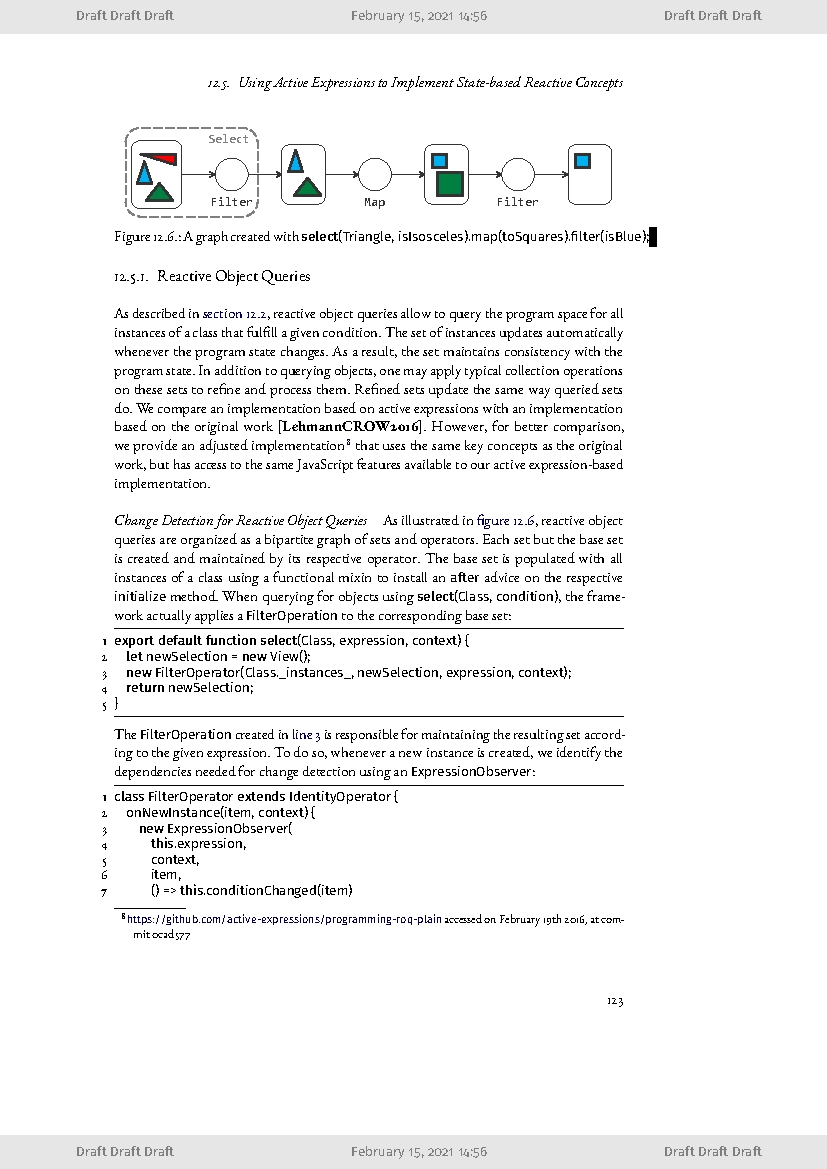 Draft Draft Draft February 15, 2021 14:56 Draft Draft Draft
12.5. Using Active Expressions to Implement State-based Reactive Concepts
Select
Filter Map Filter
Figure 12.6.: A graph created with select(Triangle, isIsosceles).map(toSquares).filter(isBlue);
12.5.1. Reactive Object Queries
As described in section 12.2, reactive object queries allow to query the program space for all
instances of a class that fulfill a given condition. The set of instances updates automatically
whenever the program state changes. As a result, the set maintains consistency with the
program state. In addition to querying objects, one may apply typical collection operations
on these sets to refine and process them. Refined sets update the same way queried sets
do. We compare an implementation based on active expressions with an implementation
based on the original work [LehmannCROW2016]. However, for better comparison,
we provide an adjusted implementation⁸ that uses the same key concepts as the original
work, but has access to the same JavaScript features available to our active expression-based
implementation.
Change Detection for Reactive Object Queries As illustrated in figure 12.6, reactive object
queries are organized as a bipartite graph of sets and operators. Each set but the base set
is created and maintained by its respective operator. The base set is populated with all
instances of a class using a functional mixin to install an after advice on the respective
initialize method. When querying for objects using select(Class, condition), the frame-
work actually applies a FilterOperation to the corresponding base set:
1 export default function select(Class, expression, context) {
2 let newSelection = new View();
3 new FilterOperator(Class._instances_, newSelection, expression, context);
4 return newSelection;
5 }
The FilterOperation created in line 3 is responsible for maintaining the resulting set accord-
ing to the given expression. To do so, whenever a new instance is created, we identify the
dependencies needed for change detection using an ExpressionObserver:
1 class FilterOperator extends IdentityOperator {
2 onNewInstance(item, context) {
3 new ExpressionObserver(
4 this.expression,
5 context,
6 item,
7 () => this.conditionChanged(item)
⁸https://github.com/active-expressions/programming-roq-plain accessed on February 19th 2016, at com-
mit 0cad577
123
Draft Draft Draft February 15, 2021 14:56 Draft Draft Draft